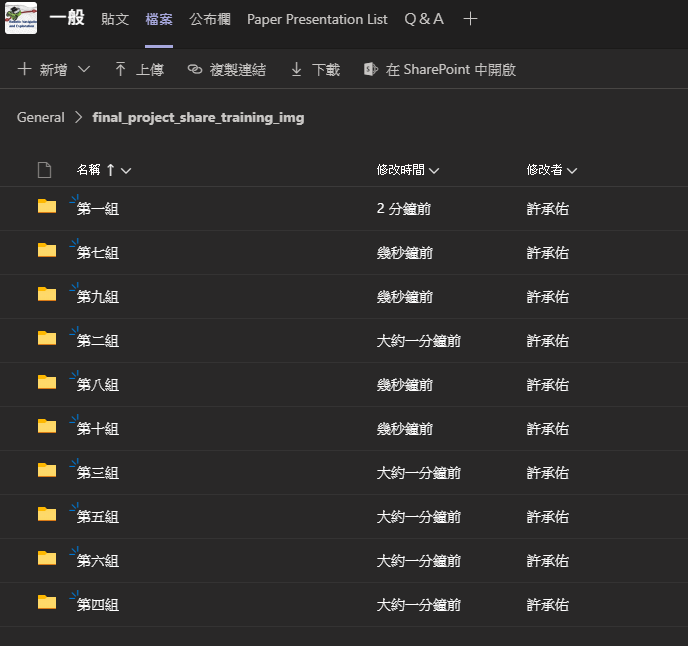 一般 貼文 檔案 公布欄 Paper Presentation List Q & A
新增 上傳 複製連結 下載 在 SharePoint 中開啟
General > final_project_share_training_img
名稱 ↑ 修改時間 修改者
第一組 2 分鐘前 許承佑
第七組 幾秒鐘前 許承佑
第九組 幾秒鐘前 許承佑
第二組 大約一分鐘前 許承佑
第八組 幾秒鐘前 許承佑
第十組 幾秒鐘前 許承佑
第三組 大約一分鐘前 許承佑
第五組 大約一分鐘前 許承佑
第六組 大約一分鐘前 許承佑
第四組 大約一分鐘前 許承佑